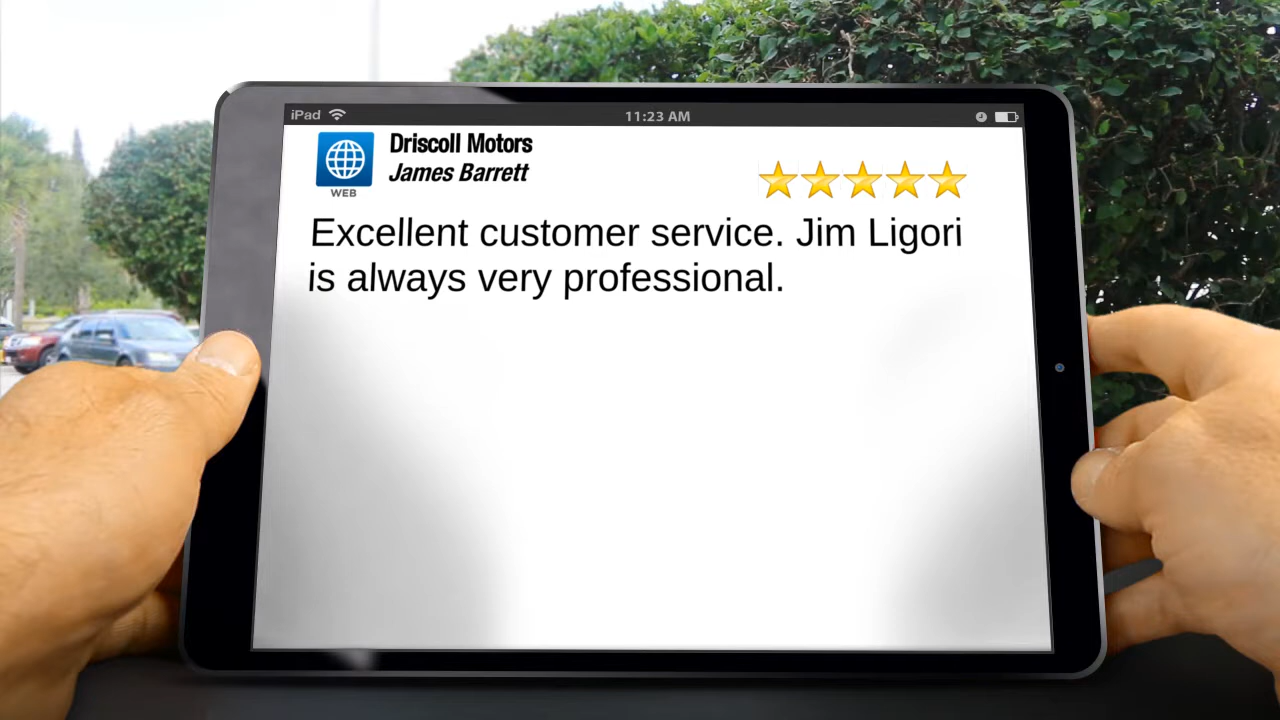 iPad 11:23 AM
Driscoll Motors
James Barrett
WEB
Excellent customer service. Jim Ligori
is always very professional.